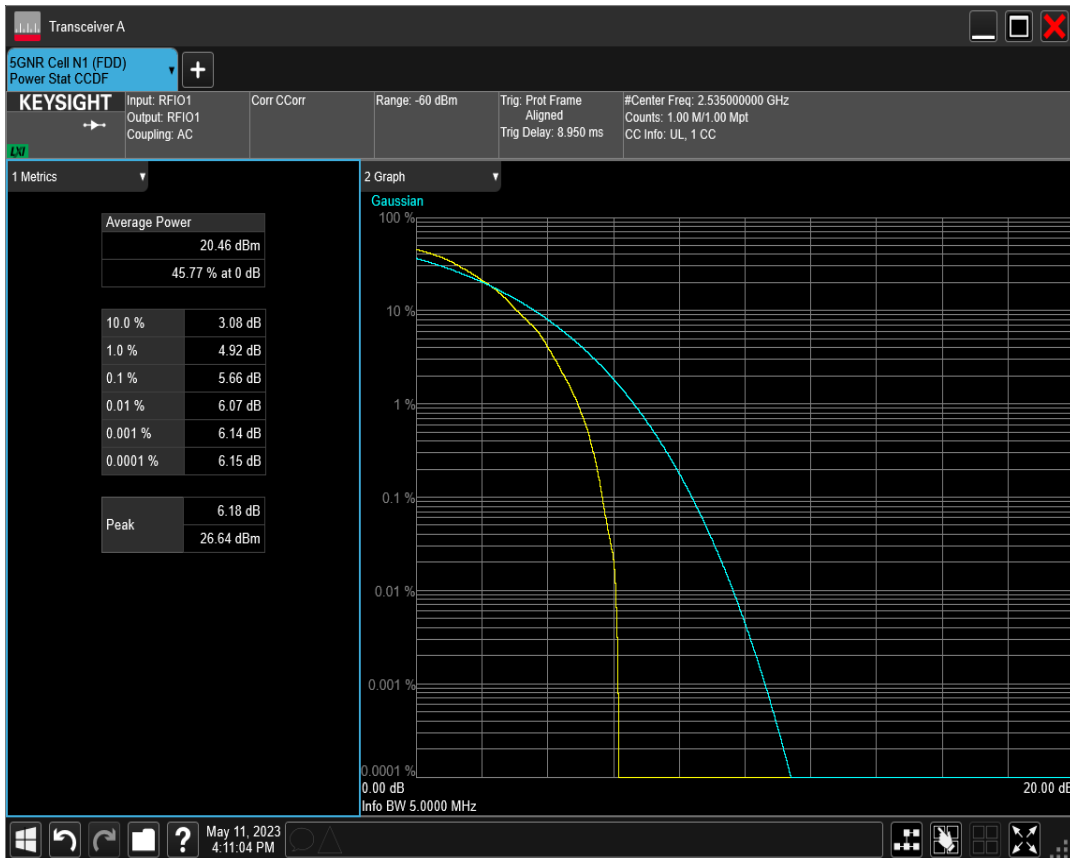 Transceiver A
5GNR Cell N1 (FDD)
Power Stat CCDF
+
KEYSIGHT
LXI
Input: RFIO1
Output: RFIO1
Coupling: AC
Corr CCorr
Range: -60 dBm
Trig: Prot Frame
Aligned
Trig Delay: 8.950 ms
#Center Freq: 2.535000000 GHz
Counts: 1.00 M/1.00 Mpt
CC Info: UL, 1 CC
1 Metrics
Average Power
20.46 dBm
45.77 % at 0 dB
10.0 % 3.08 dB
1.0 % 4.92 dB
0.1 % 5.66 dB
0.01 % 6.07 dB
0.001 % 6.14 dB
0.0001 % 6.15 dB
Peak
6.18 dB
26.64 dBm
2 Graph
Gaussian
100 %
10 %
1 %
0.1 %
0.01 %
0.001 %
0.0001 %
0.00 dB 20.00 dB
Info BW 5.0000 MHz
?
May 11, 2023
4:11:04 PM